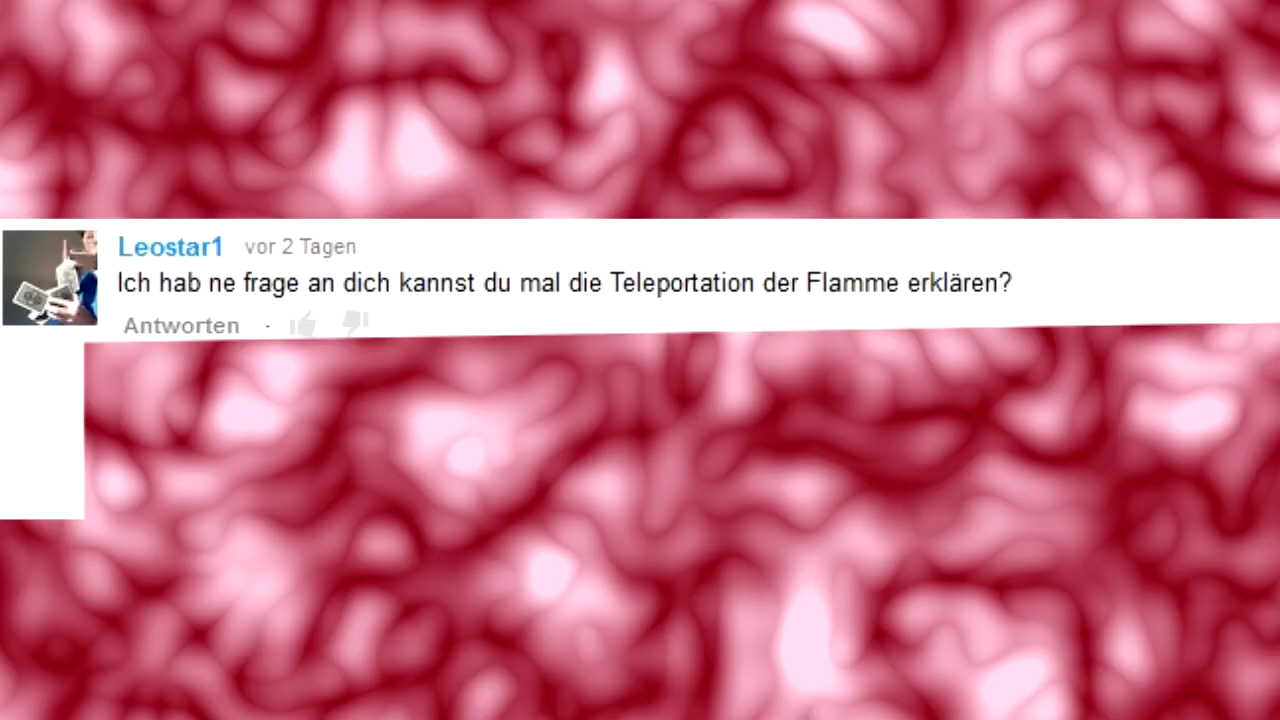 Leostar1 vor 2 Tagen
Ich hab ne frage an dich kannst du mal die Teleportation der Flamme erklären?
Antworten ·